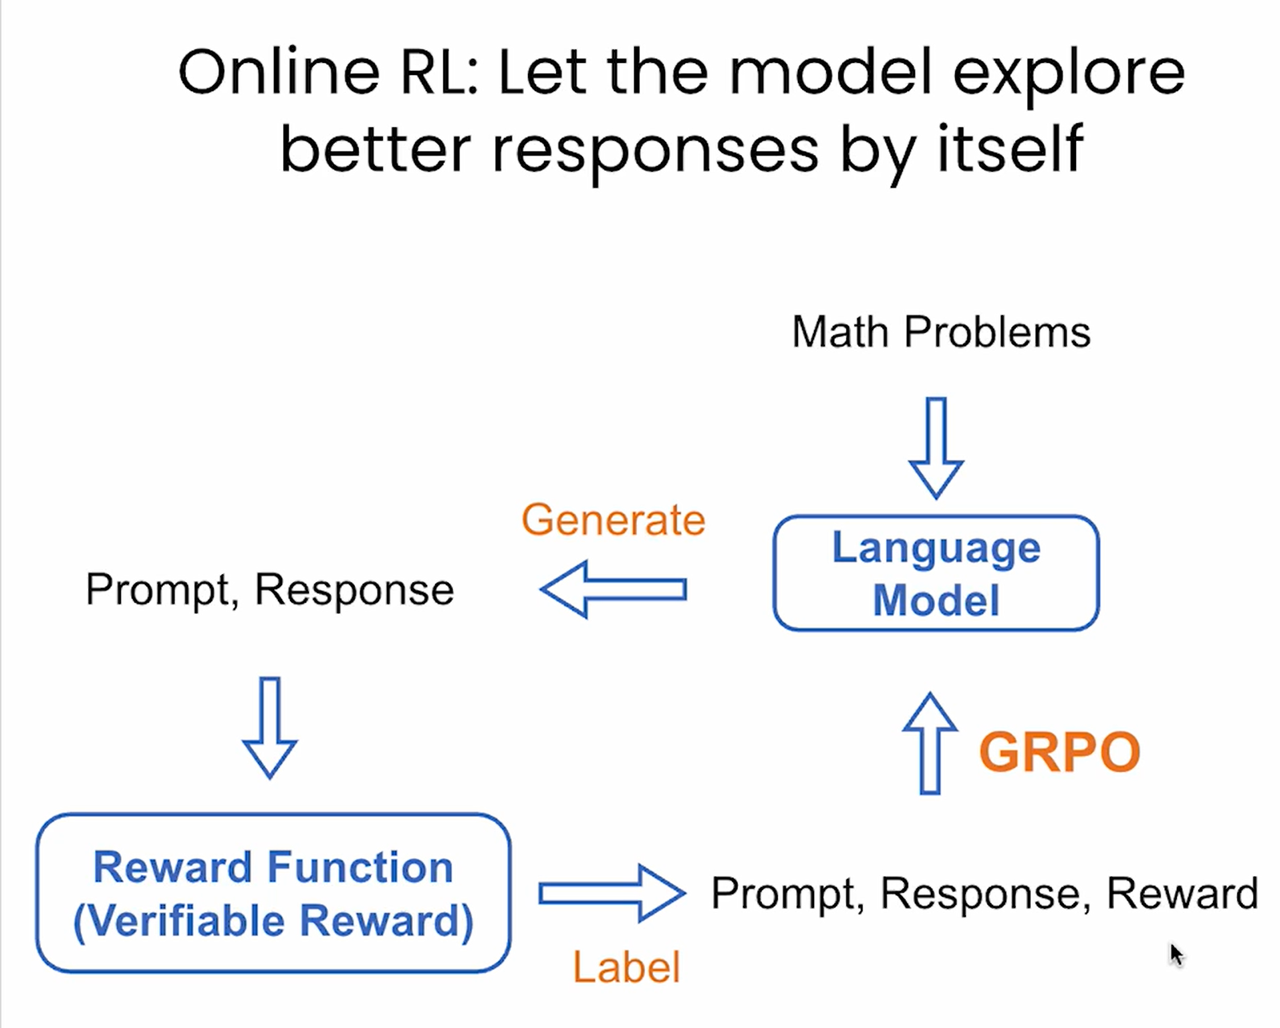 Online RL: Let the model explore
better responses by itself
Math Problems
Generate
Language
Model
Prompt, Response
GRPO
Reward Function
(Verifiable Reward)
Prompt, Response, Reward
Label